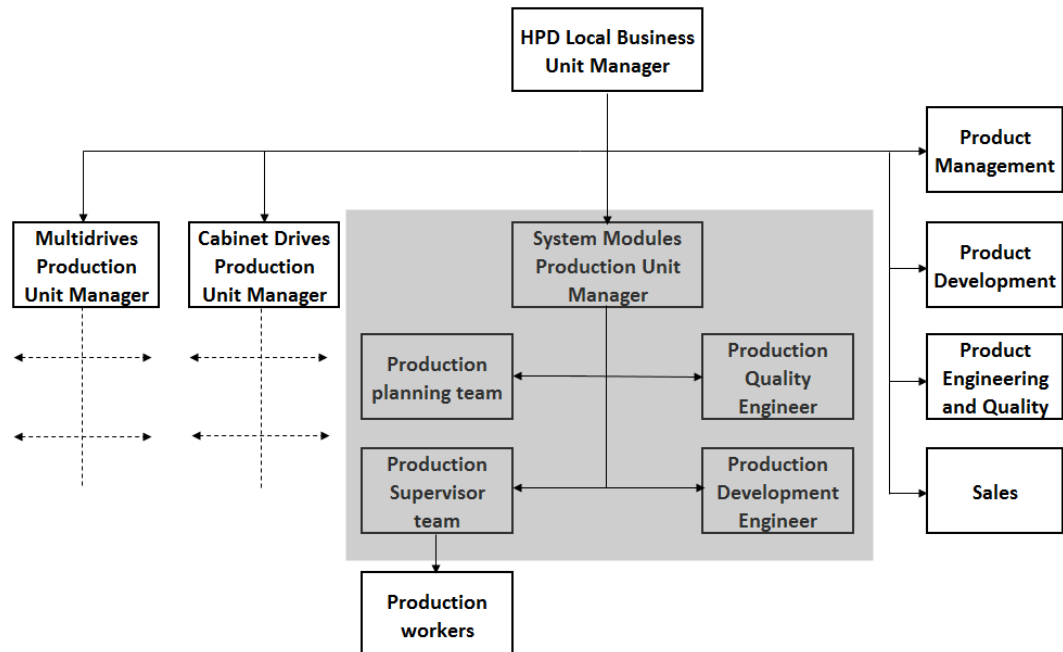 HPD Local Business
Unit Manager
Product
Management
Multidrives
Production
Unit Manager
Cabinet Drives
Production
Unit Manager
System Modules
Production Unit
Manager
Product
Development
Production
planning team
Production
Quality
Engineer
Product
Engineering
and Quality
Production
Supervisor
team
Production
Development
Engineer
Sales
Production
workers